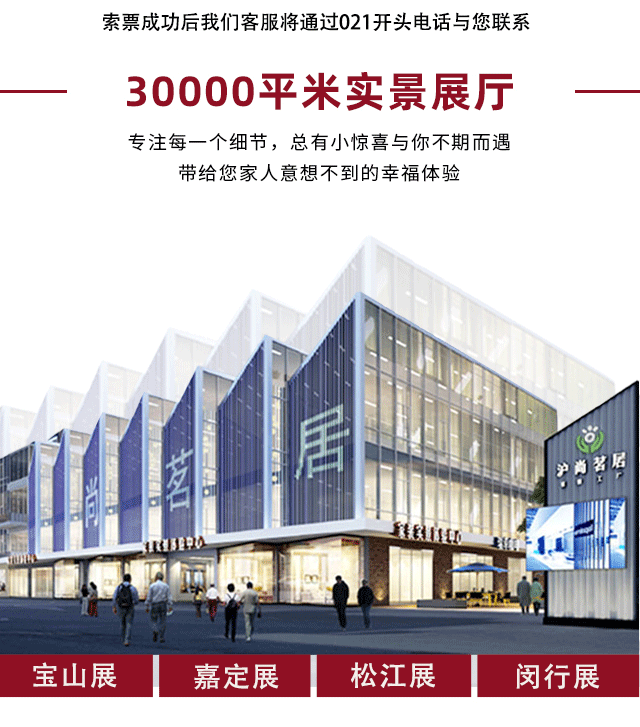 索票成功后我们客服将通过021开头电话与您联系
30000平米实景展厅
专注每一个细节，总有小惊喜与你不期而遇
带给您家人意想不到的幸福体验
尚
茗
居
沪尚茗居
宝山展
嘉定展
松江展
闵行展